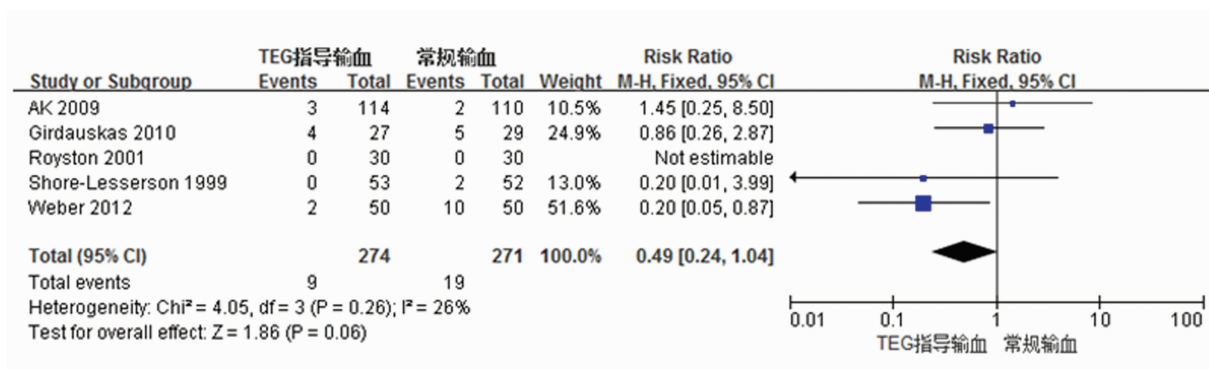 TEG指导输血 常规输血 Risk Ratio Risk Ratio
Study or Subgroup Events Total Events Total Weight M-H, Fixed, 95% CI M-H, Fixed, 95% CI
AK 2009 3 114 2 110 10.5% 1.45 [0.25, 8.50]
Girdauskas 2010 4 27 5 29 24.9% 0.86 [0.26, 2.87]
Royston 2001 0 30 0 30 Not estimable
Shore-Lesserson 1999 0 53 2 52 13.0% 0.20 [0.01, 3.99]
Weber 2012 2 50 10 50 51.6% 0.20 [0.05, 0.87]
Total (95% CI) 274 271 100.0% 0.49 [0.24, 1.04]
Total events 9 19
Heterogeneity: Chi² = 4.05, df = 3 (P = 0.26); I² = 26%
Test for overall effect: Z = 1.86 (P = 0.06)
0.01 0.1 1 10 100
TEG指导输血 常规输血